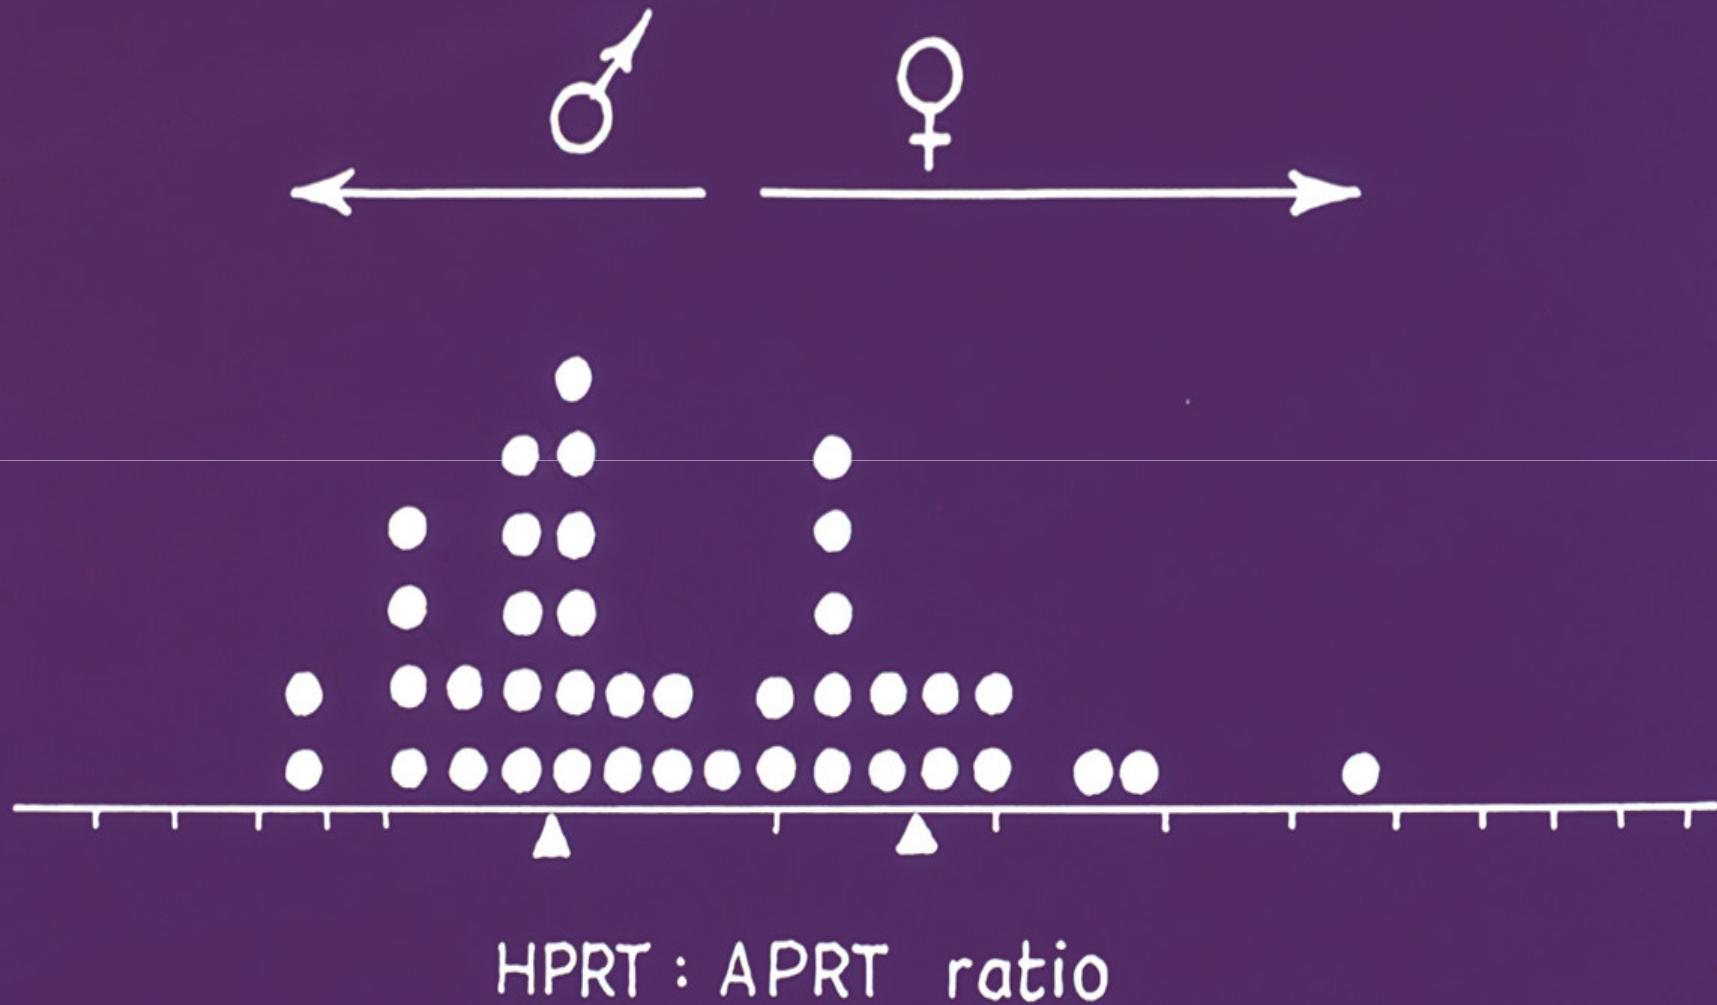 ♂ ♀
HPRT : APRT ratio